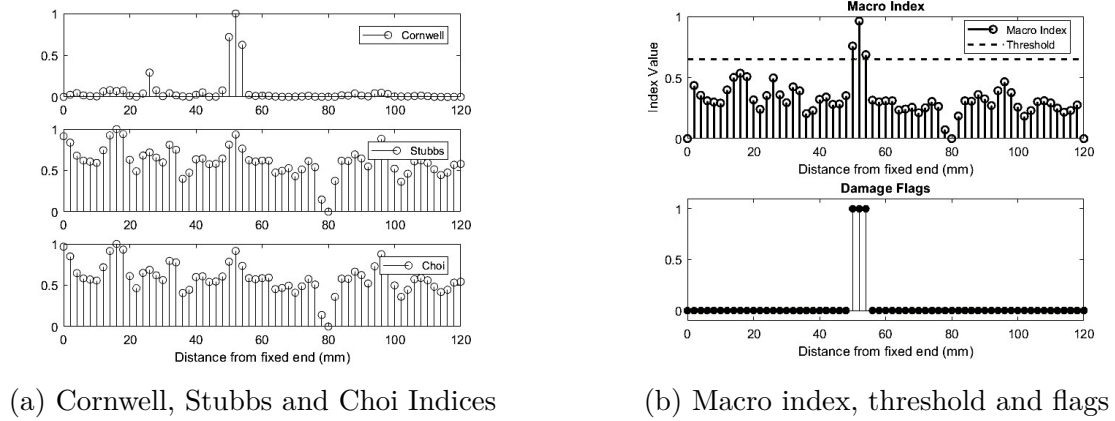 1
0.5
0
0 20 40 60 80 100 120
Cornwell
1
0.5
0
0 20 40 60 80 100 120
Stubbs
1
0.5
0
0 20 40 60 80 100 120
Choi
Distance from fixed end (mm)
(a) Cornwell, Stubbs and Choi Indices
Macro Index
1
0.5
0
Index Value
Macro Index
Threshold
0 20 40 60 80 100 120
Distance from fixed end (mm)
Damage Flags
1
0.5
0
0 20 40 60 80 100 120
Distance from fixed end (mm)
(b) Macro index, threshold and flags